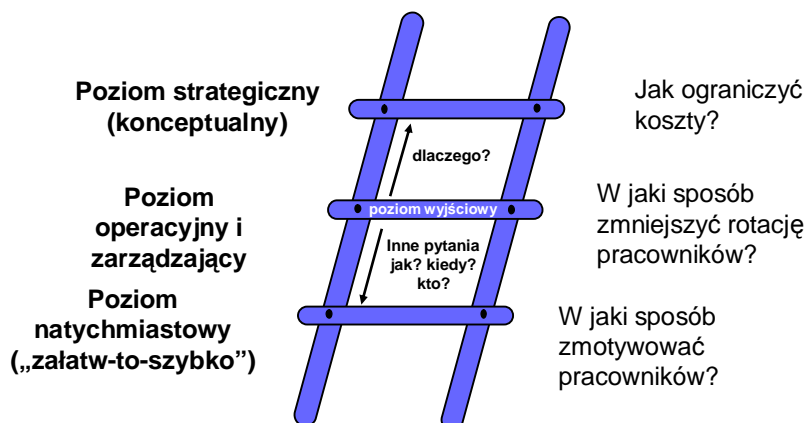 Poziom strategiczny
(konceptualny)
Jak ograniczyć
koszty?
dlaczego?
Poziom
operacyjny i
zarządzający
poziom wyjściowy
W jaki sposób
zmniejszyć rotację
pracowników?
Inne pytania
jak? kiedy?
kto?
Poziom
natychmiastowy
(„załatw-to-szybko”)
W jaki sposób
zmotywować
pracowników?